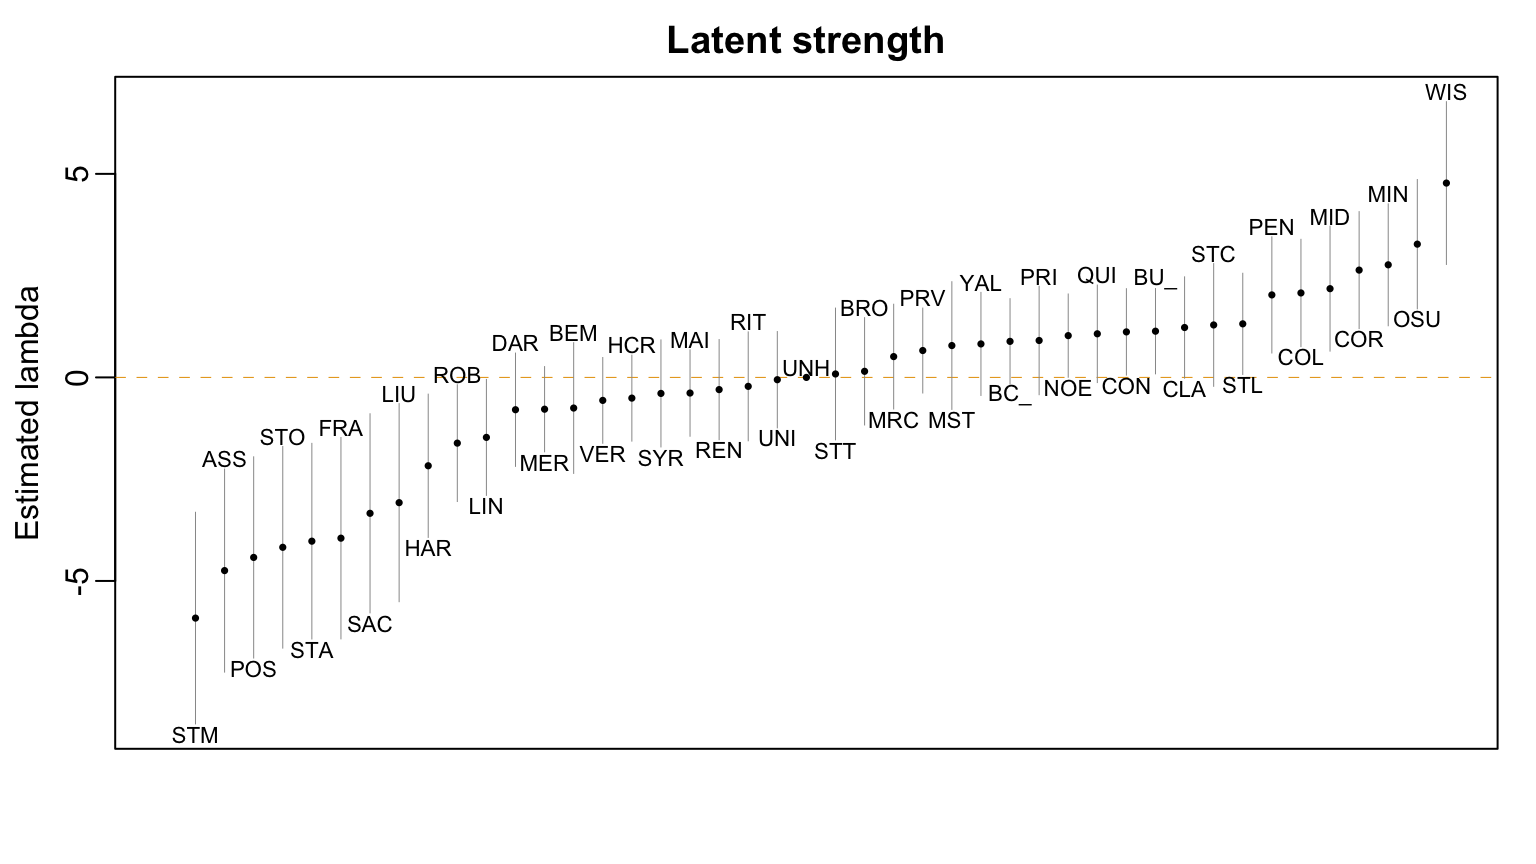 Latent strength
Estimated lambda
5
0
-5
STM
ASS
POS
STO
STA
FRA
SAC
LIU
HAR
ROB
LIN
DAR
MER
BEM
VER
HCR
SYR
MAI
REN
RIT
UNI
UNH
STT
BRO
MRC
PRV
MST
YAL
BC_
PRI
NOE
QUI
CON
BU_
CLA
STC
STL
PEN
COL
MID
COR
MIN
OSU
WIS